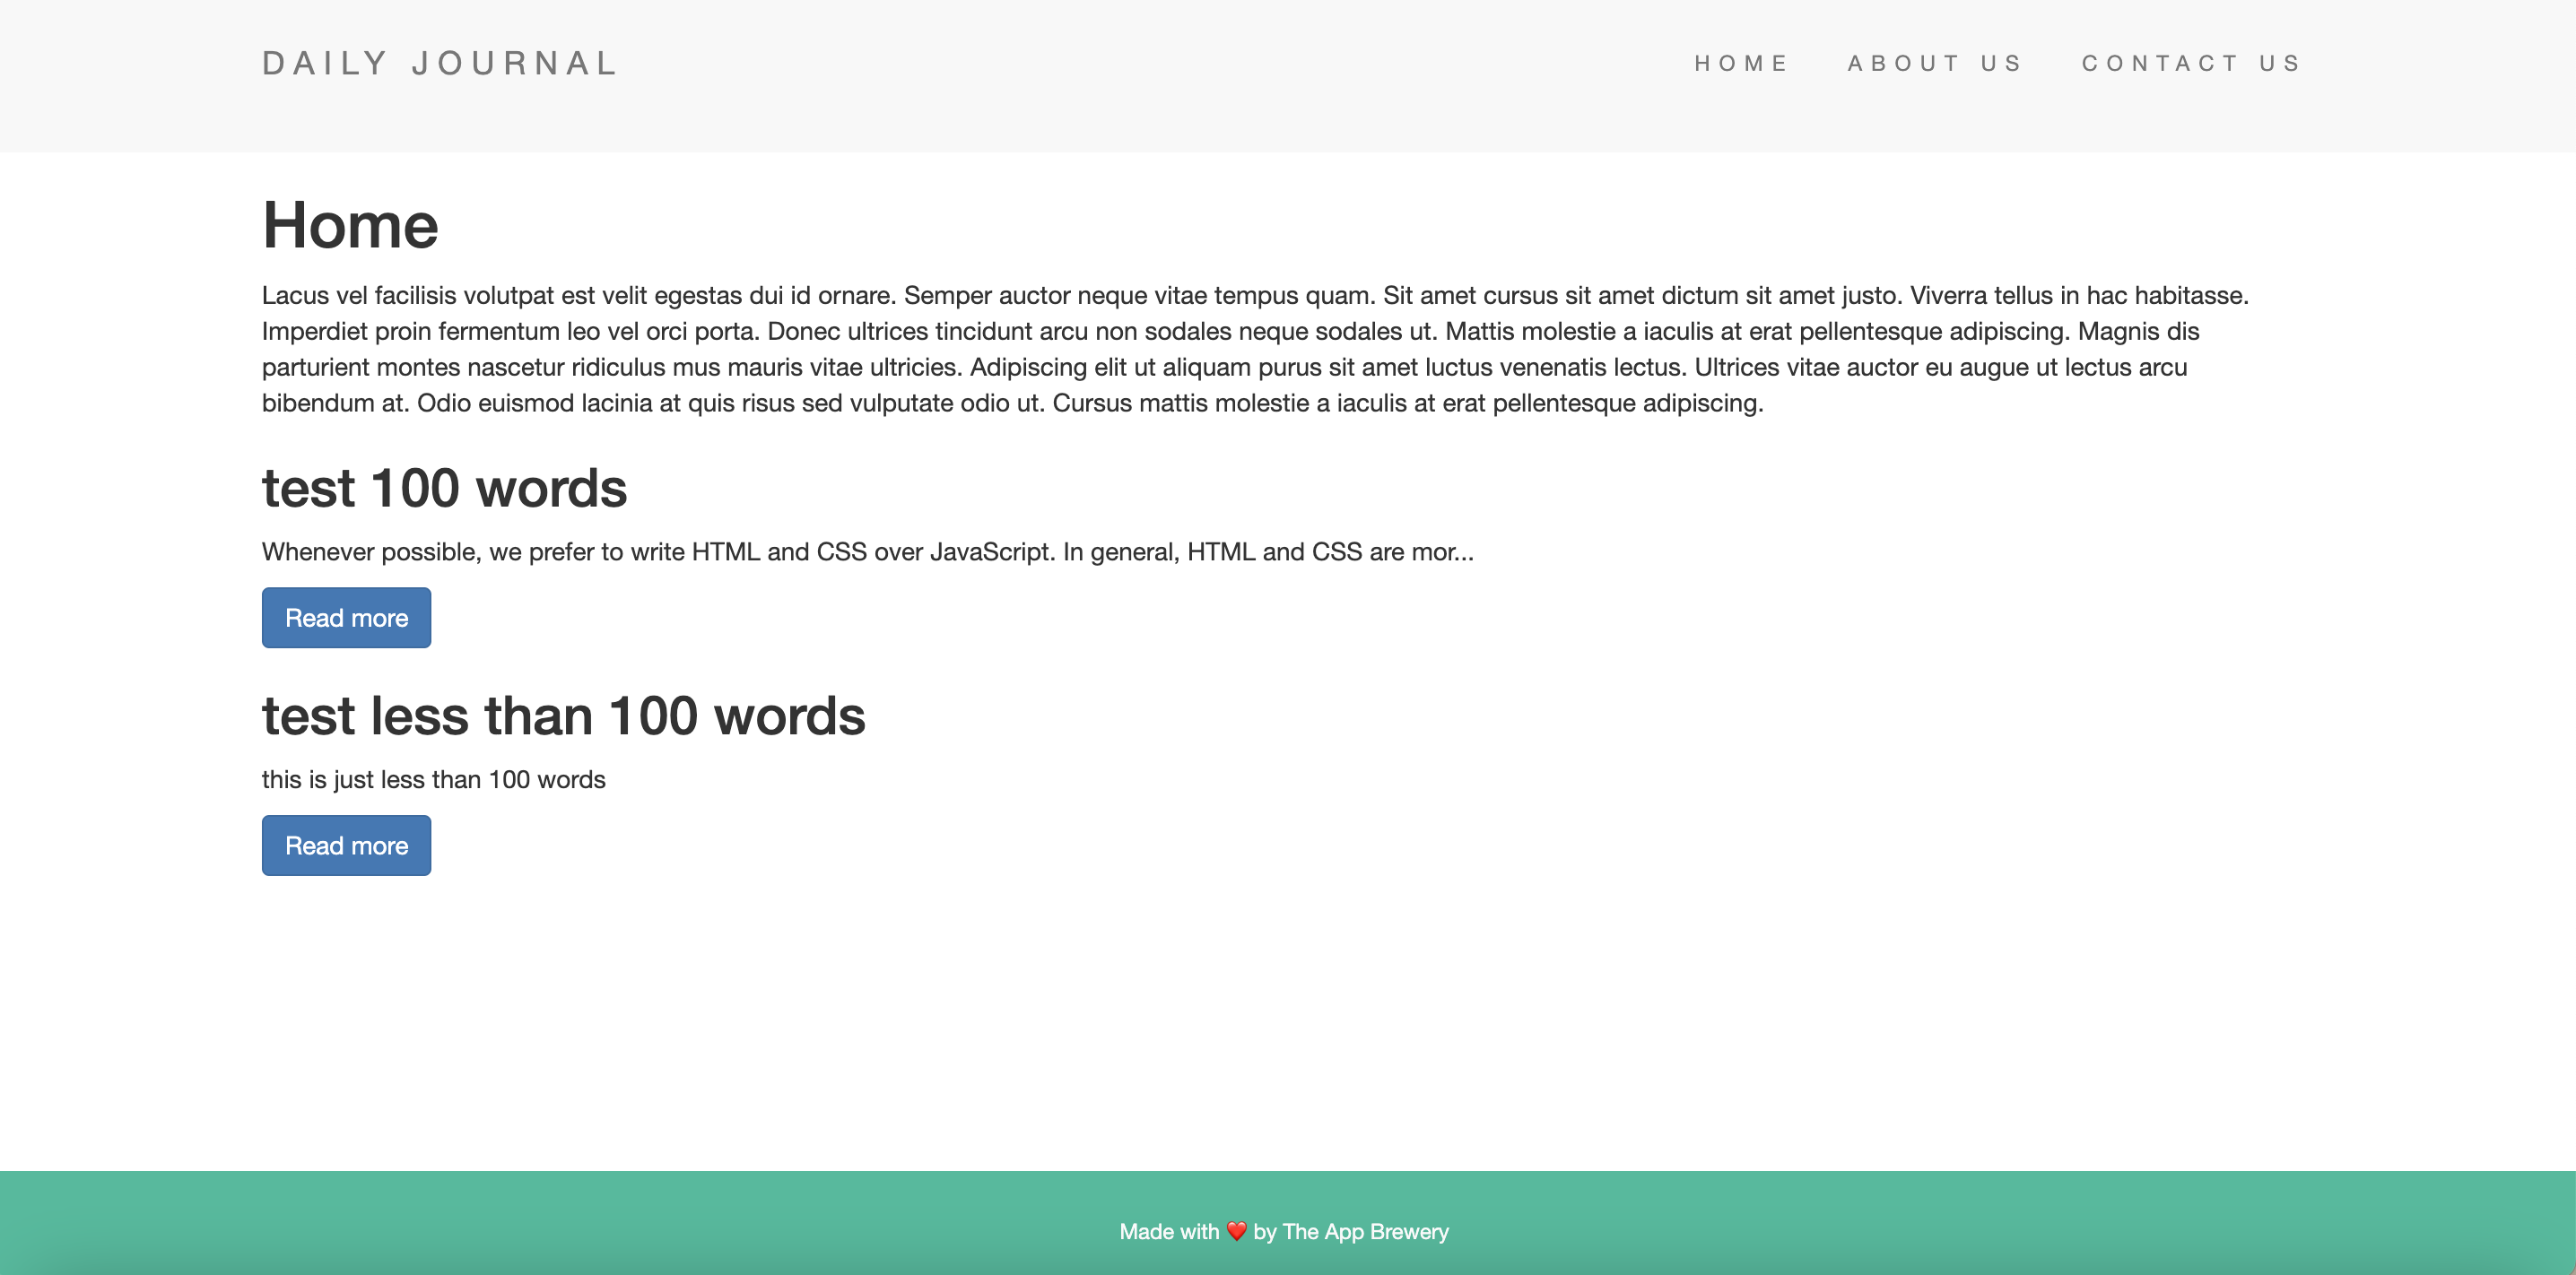 DAILY JOURNAL
HOME ABOUT US CONTACT US
Home
Lacus vel facilisis volutpat est velit egestas dui id ornare. Semper auctor neque vitae tempus quam. Sit amet cursus sit amet dictum sit amet justo. Viverra tellus in hac habitasse.
Imperdiet proin fermentum leo vel orci porta. Donec ultrices tincidunt arcu non sodales neque sodales ut. Mattis molestie a iaculis at erat pellentesque adipiscing. Magnis dis
parturient montes nascetur ridiculus mus mauris vitae ultricies. Adipiscing elit ut aliquam purus sit amet luctus venenatis lectus. Ultrices vitae auctor eu augue ut lectus arcu
bibendum at. Odio euismod lacinia at quis risus sed vulputate odio ut. Cursus mattis molestie a iaculis at erat pellentesque adipiscing.
test 100 words
Whenever possible, we prefer to write HTML and CSS over JavaScript. In general, HTML and CSS are mor...
Read more
test less than 100 words
this is just less than 100 words
Read more
Made with ❤️ by The App Brewery